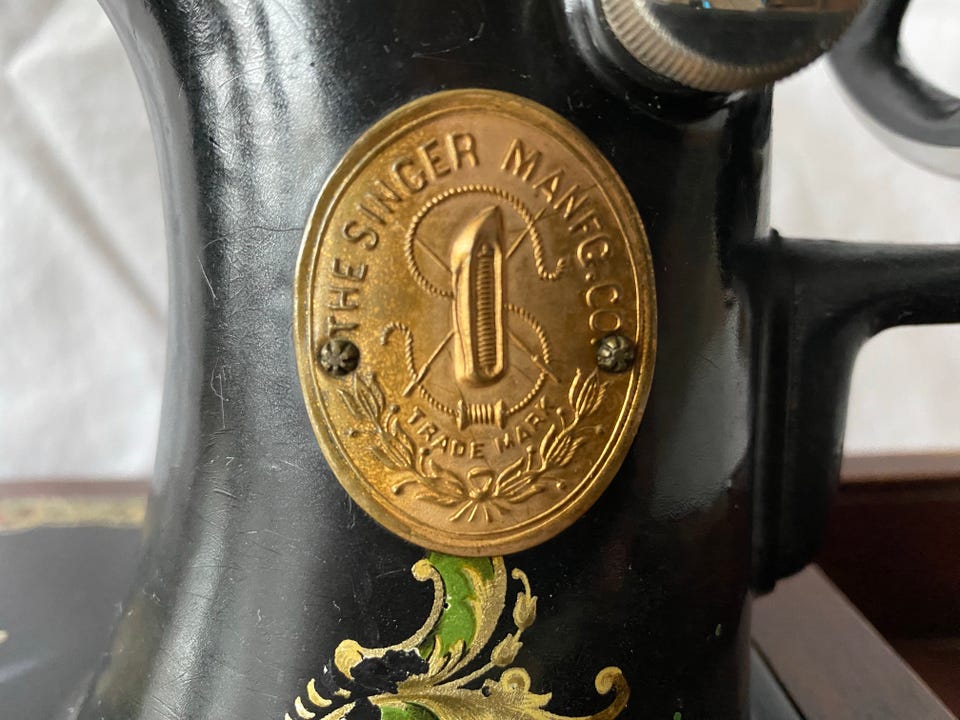 THE SINGER MANFG. CO.
TRADE MARK